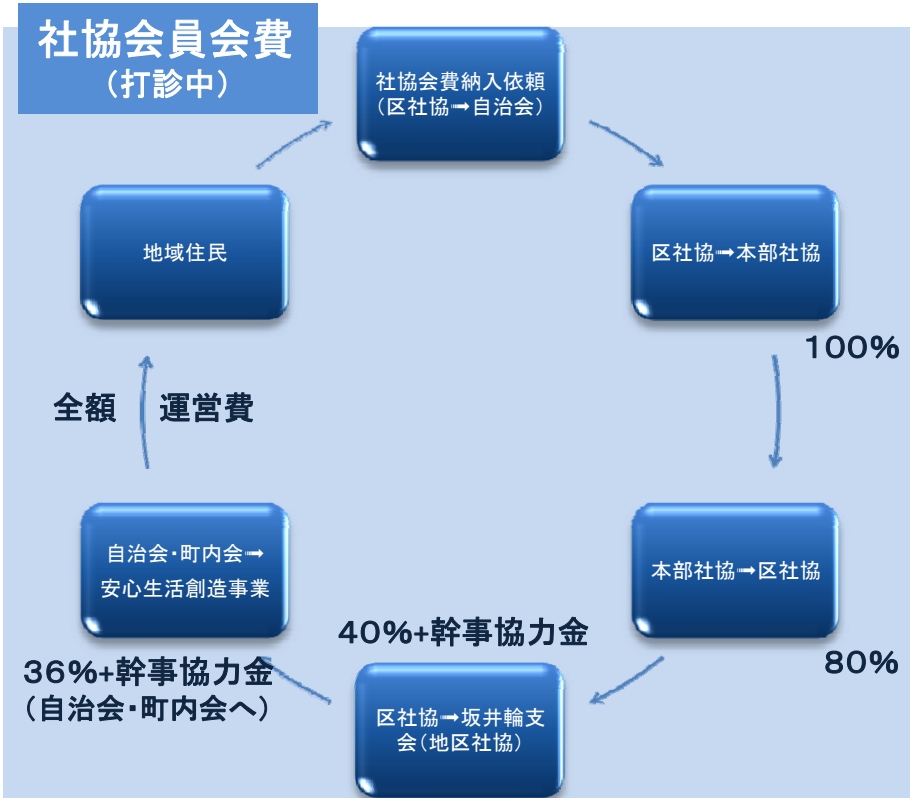 社協会員会費
（打診中）
社協会費納入依頼
（区社協➟自治会）
区社協➟本部社協
100%
本部社協➟区社協
80%
区社協➟坂井輪支
会（地区社協）
40%+幹事協力金
自治会・町内会➟
安心生活創造事業
36%+幹事協力金
（自治会・町内会へ）
全額
運営費
地域住民